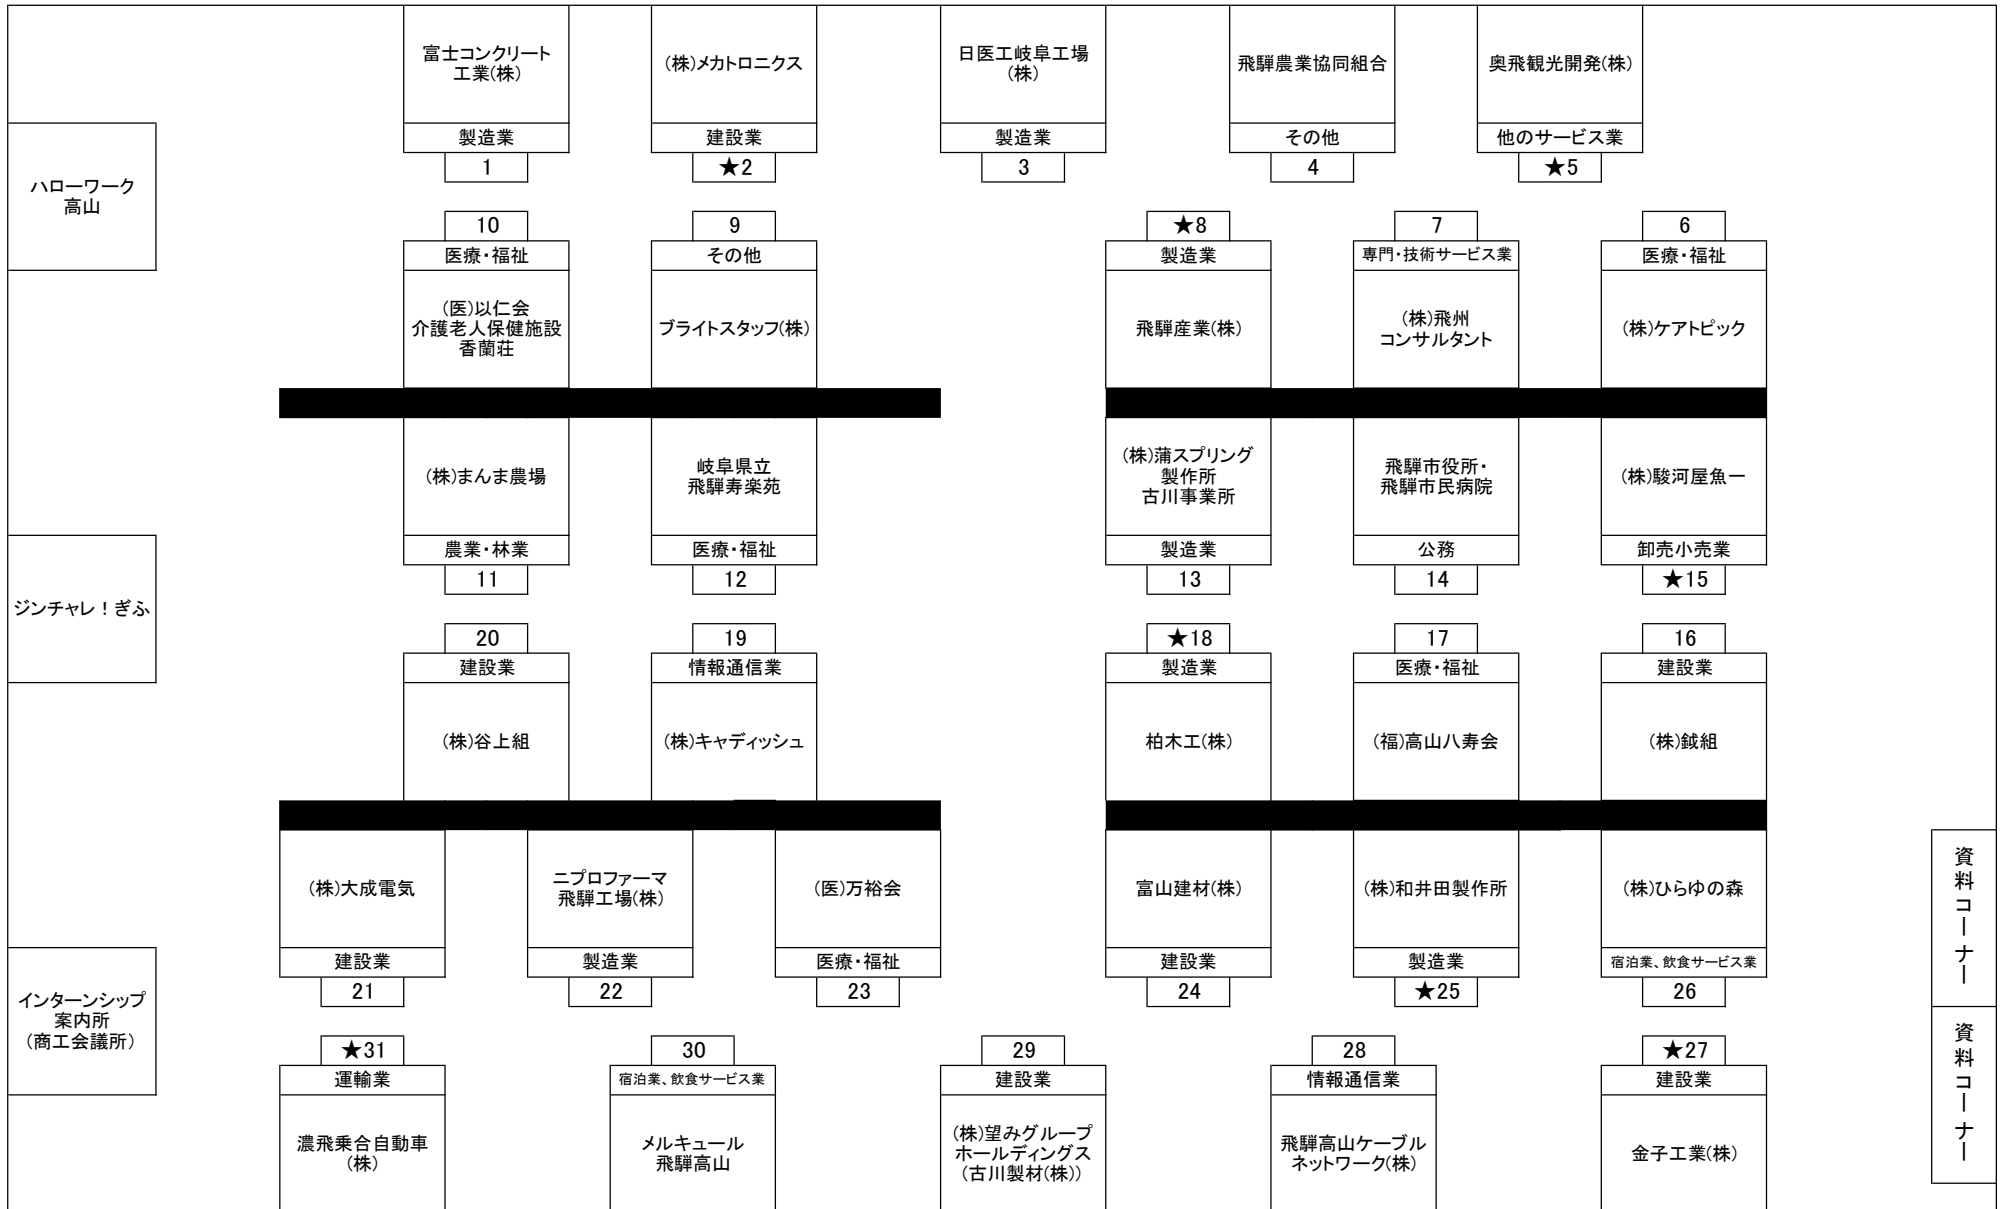 富士コンクリート
工業(株)
(株)メカトロニクス
日医工岐阜工場
(株)
飛騨農業協同組合
奥飛観光開発(株)
製造業
建設業
製造業
その他
他のサービス業
1
★2
3
4
★5
ハローワーク
高山
10
9
★8
7
6
医療・福祉
その他
製造業
専門・技術サービス業
医療・福祉
(医)以仁会
介護老人保健施設
香蘭荘
ブライトスタッフ(株)
飛騨産業(株)
(株)飛州
コンサルタント
(株)ケアトピック
(株)まんま農場
岐阜県立
飛騨寿楽苑
(株)蒲スプリング
製作所
古川事業所
飛騨市役所・
飛騨市民病院
(株)駿河屋魚一
農業・林業
医療・福祉
製造業
公務
卸売小売業
11
12
13
14
★15
ジンチャレ！ぎふ
20
19
★18
17
16
建設業
情報通信業
製造業
医療・福祉
建設業
(株)谷上組
(株)キャディッシュ
柏木工(株)
(福)高山八寿会
(株)鉞組
(株)大成電気
ニプロファーマ
飛騨工場(株)
(医)万裕会
富山建材(株)
(株)和井田製作所
(株)ひらゆの森
資料コーナー
建設業
製造業
医療・福祉
建設業
製造業
宿泊業、飲食サービス業
21
22
23
24
★25
26
インターンシップ
案内所
(商工会議所)
★31
30
29
28
★27
運輸業
宿泊業、飲食サービス業
建設業
情報通信業
建設業
濃飛乗合自動車
(株)
メルキュール
飛騨高山
(株)望みグループ
ホールディングス
(古川製材(株))
飛騨高山ケーブル
ネットワーク(株)
金子工業(株)
資料コーナー